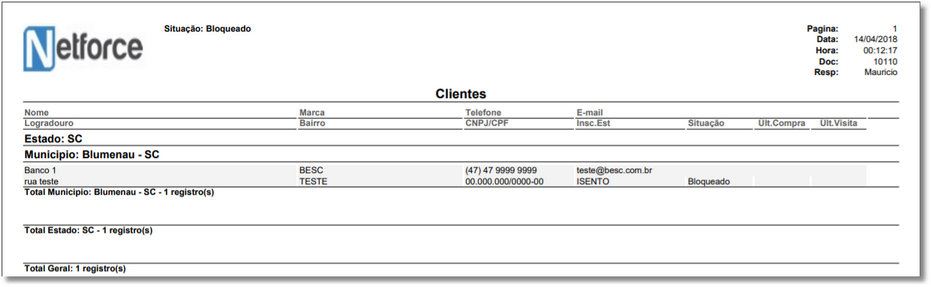 Netforce
Situação: Bloqueado
Pagina: 1
Data: 14/04/2018
Hora: 00:12:17
Doc: 10110
Resp: Mauricio
Clientes
Nome Marca Telefone E-mail
Logradouro Bairro CNPJ/CPF Insc.Est Situação Ult.Compra Ult.Visita
Estado: SC
Municipio: Blumenau - SC
Banco 1 BESC (47) 47 9999 9999 teste@besc.com.br
rua teste TESTE 00.000.000/0000-00 ISENTO Bloqueado
Total Municipio: Blumenau - SC - 1 registro(s)
Total Estado: SC - 1 registro(s)
Total Geral: 1 registro(s)